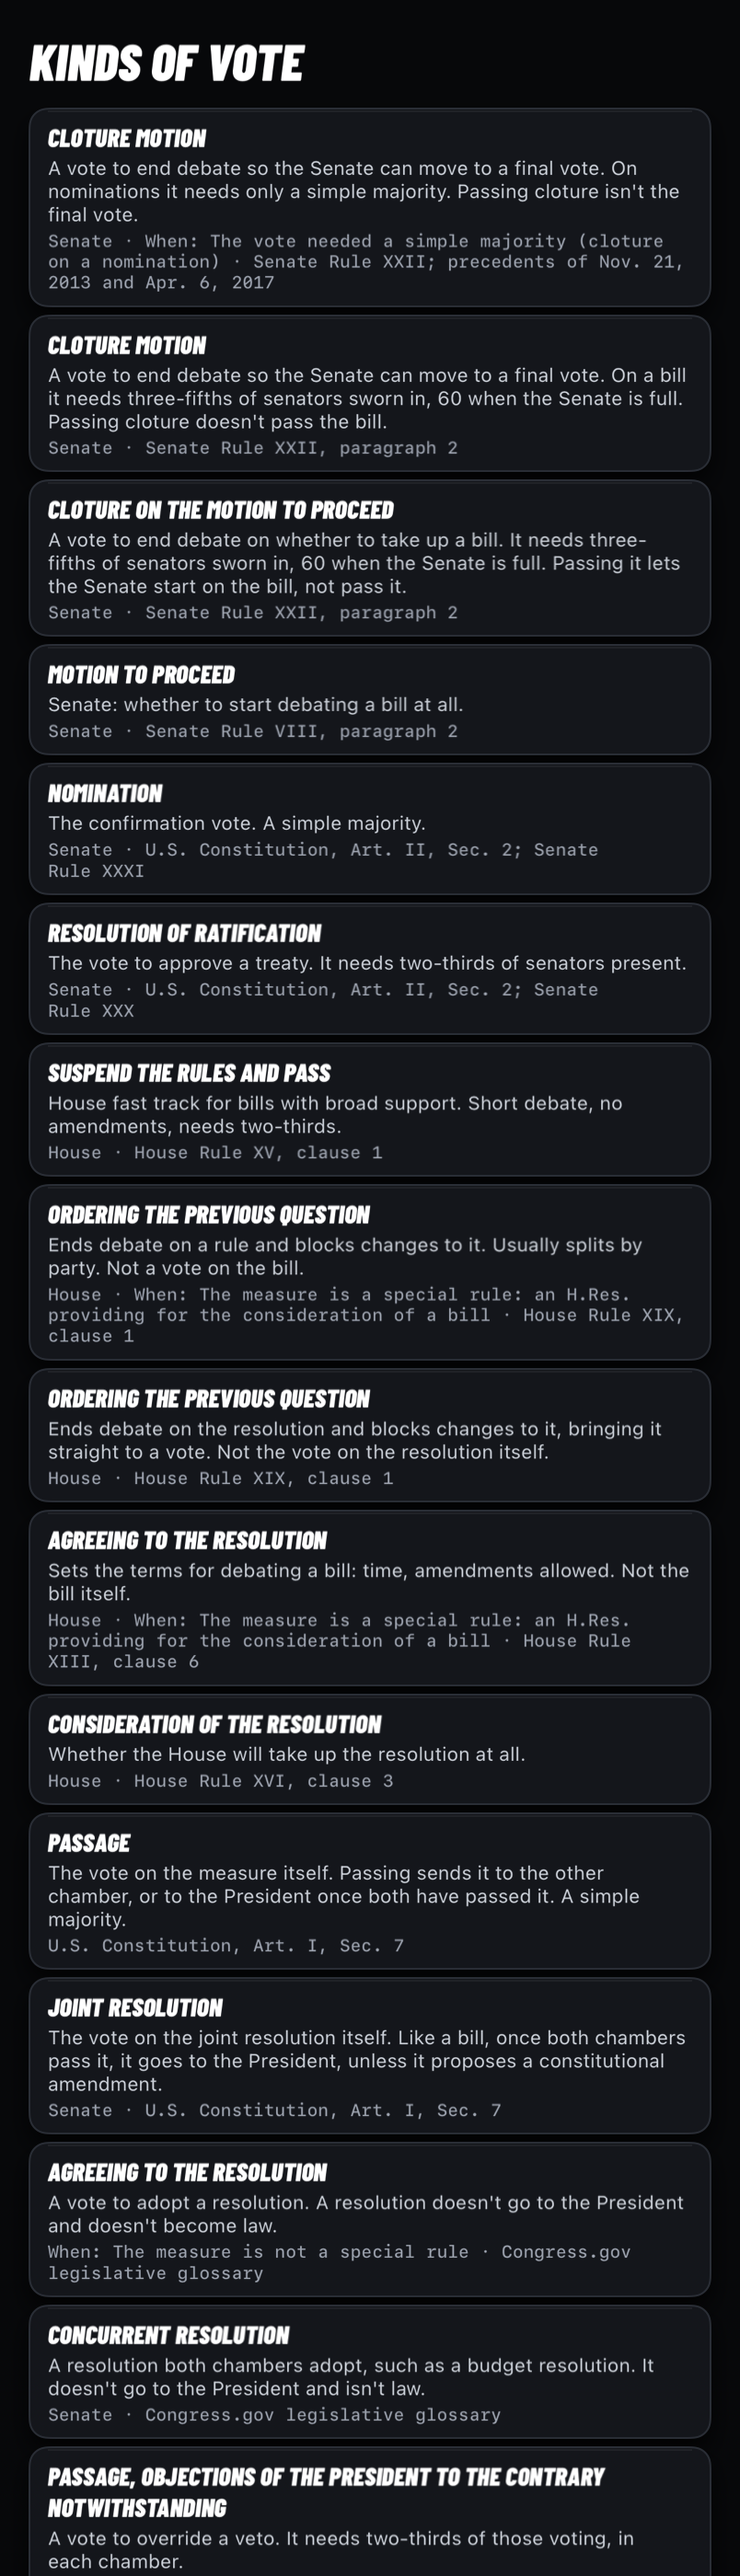 KINDS OF VOTE
CLOTURE MOTION
A vote to end debate so the Senate can move to a final vote. On
nominations it needs only a simple majority. Passing cloture isn't the
final vote.
Senate · When: The vote needed a simple majority (cloture
on a nomination) · Senate Rule XXII; precedents of Nov. 21,
2013 and Apr. 6, 2017
CLOTURE MOTION
A vote to end debate so the Senate can move to a final vote. On a bill
it needs three-fifths of senators sworn in, 60 when the Senate is full.
Passing cloture doesn't pass the bill.
Senate · Senate Rule XXII, paragraph 2
CLOTURE ON THE MOTION TO PROCEED
A vote to end debate on whether to take up a bill. It needs three-
fifths of senators sworn in, 60 when the Senate is full. Passing it lets
the Senate start on the bill, not pass it.
Senate · Senate Rule XXII, paragraph 2
MOTION TO PROCEED
Senate: whether to start debating a bill at all.
Senate · Senate Rule VIII, paragraph 2
NOMINATION
The confirmation vote. A simple majority.
Senate · U.S. Constitution, Art. II, Sec. 2; Senate
Rule XXXI
RESOLUTION OF RATIFICATION
The vote to approve a treaty. It needs two-thirds of senators present.
Senate · U.S. Constitution, Art. II, Sec. 2; Senate
Rule XXX
SUSPEND THE RULES AND PASS
House fast track for bills with broad support. Short debate, no
amendments, needs two-thirds.
House · House Rule XV, clause 1
ORDERING THE PREVIOUS QUESTION
Ends debate on a rule and blocks changes to it. Usually splits by
party. Not a vote on the bill.
House · When: The measure is a special rule: an H.Res.
providing for the consideration of a bill · House Rule XIX,
clause 1
ORDERING THE PREVIOUS QUESTION
Ends debate on the resolution and blocks changes to it, bringing it
straight to a vote. Not the vote on the resolution itself.
House · House Rule XIX, clause 1
AGREEING TO THE RESOLUTION
Sets the terms for debating a bill: time, amendments allowed. Not the
bill itself.
House · When: The measure is a special rule: an H.Res.
providing for the consideration of a bill · House Rule
XIII, clause 6
CONSIDERATION OF THE RESOLUTION
Whether the House will take up the resolution at all.
House · House Rule XVI, clause 3
PASSAGE
The vote on the measure itself. Passing sends it to the other
chamber, or to the President once both have passed it. A simple
majority.
U.S. Constitution, Art. I, Sec. 7
JOINT RESOLUTION
The vote on the joint resolution itself. Like a bill, once both chambers
pass it, it goes to the President, unless it proposes a constitutional
amendment.
Senate · U.S. Constitution, Art. I, Sec. 7
AGREEING TO THE RESOLUTION
A vote to adopt a resolution. A resolution doesn't go to the President
and doesn't become law.
When: The measure is not a special rule · Congress.gov
legislative glossary
CONCURRENT RESOLUTION
A resolution both chambers adopt, such as a budget resolution. It
doesn't go to the President and isn't law.
Senate · Congress.gov legislative glossary
PASSAGE, OBJECTIONS OF THE PRESIDENT TO THE CONTRARY
NOTWITHSTANDING
A vote to override a veto. It needs two-thirds of those voting, in
each chamber.